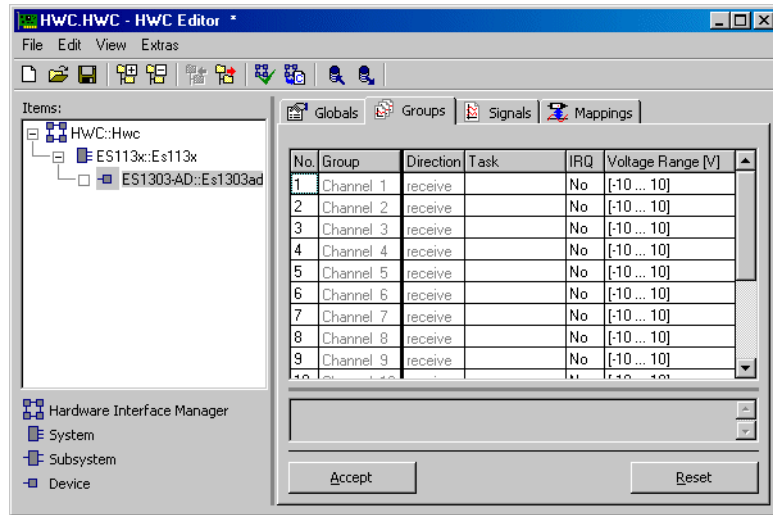 HWC.HWC - HWC Editor *
File Edit View Extras
Items:
HWC::Hwc
ES113x::Es113x
ES1303-AD::Es1303ad
Hardware Interface Manager
System
Subsystem
Device
Globals Groups Signals Mappings
No. Group Direction Task IRQ Voltage Range [V]
1 Channel 1 receive No [-10 ... 10]
2 Channel 2 receive No [-10 ... 10]
3 Channel 3 receive No [-10 ... 10]
4 Channel 4 receive No [-10 ... 10]
5 Channel 5 receive No [-10 ... 10]
6 Channel 6 receive No [-10 ... 10]
7 Channel 7 receive No [-10 ... 10]
8 Channel 8 receive No [-10 ... 10]
9 Channel 9 receive No [-10 ... 10]
Accept Reset